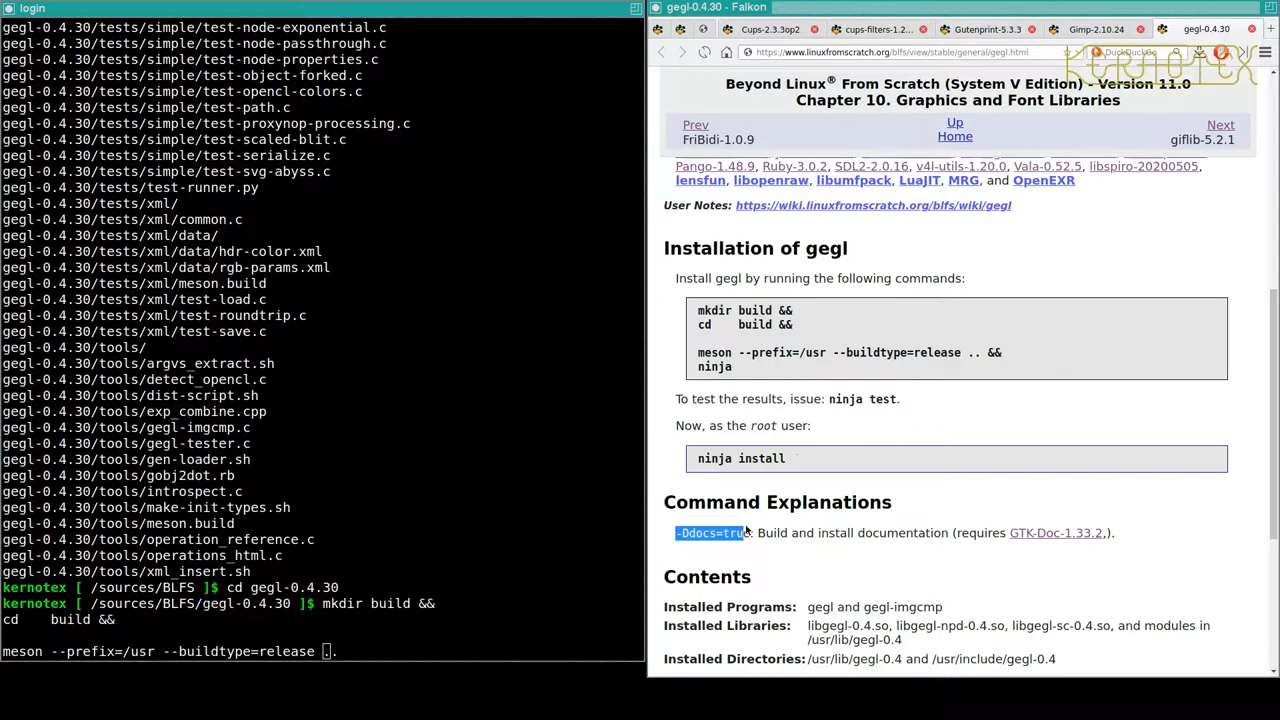 login
gegl-0.4.30/tests/simple/test-node-exponential.c
gegl-0.4.30/tests/simple/test-node-passthrough.c
gegl-0.4.30/tests/simple/test-node-properties.c
gegl-0.4.30/tests/simple/test-object-forked.c
gegl-0.4.30/tests/simple/test-opencl-colors.c
gegl-0.4.30/tests/simple/test-path.c
gegl-0.4.30/tests/simple/test-proxynop-processing.c
gegl-0.4.30/tests/simple/test-scaled-blit.c
gegl-0.4.30/tests/simple/test-serialize.c
gegl-0.4.30/tests/simple/test-svg-abyss.c
gegl-0.4.30/tests/test-runner.py
gegl-0.4.30/tests/xml/
gegl-0.4.30/tests/xml/common.c
gegl-0.4.30/tests/xml/data/
gegl-0.4.30/tests/xml/data/hdr-color.xml
gegl-0.4.30/tests/xml/data/rgb-params.xml
gegl-0.4.30/tests/xml/meson.build
gegl-0.4.30/tests/xml/test-load.c
gegl-0.4.30/tests/xml/test-roundtrip.c
gegl-0.4.30/tests/xml/test-save.c
gegl-0.4.30/tools/
gegl-0.4.30/tools/argvs_extract.sh
gegl-0.4.30/tools/detect_opencl.c
gegl-0.4.30/tools/dist-script.sh
gegl-0.4.30/tools/exp_combine.cpp
gegl-0.4.30/tools/gegl-imgcmp.c
gegl-0.4.30/tools/gegl-tester.c
gegl-0.4.30/tools/gen-loader.sh
gegl-0.4.30/tools/gobj2dot.rb
gegl-0.4.30/tools/introspect.c
gegl-0.4.30/tools/make-init-types.sh
gegl-0.4.30/tools/meson.build
gegl-0.4.30/tools/operation_reference.c
gegl-0.4.30/tools/operations_html.c
gegl-0.4.30/tools/xml_insert.sh
kernotex [ /sources/BLFS ]$ cd gegl-0.4.30
kernotex [ /sources/BLFS/gegl-0.4.30 ]$ mkdir build &&
cd    build &&
meson --prefix=/usr --buildtype=release ..
gegl-0.4.30 - Falkon
Cups-2.3.3op2 cups-filters-1.2... Gutenprint-5.3.3 Gimp-2.10.24 gegl-0.4.30
https://www.linuxfromscratch.org/blfs/view/stable/general/gegl.html DuckDuckGo
KERNOTEX
Beyond Linux® From Scratch (System V Edition) - Version 11.0
Chapter 10. Graphics and Font Libraries
Prev Up Next
FriBidi-1.0.9 Home giflib-5.2.1
Pango-1.48.9, Ruby-3.0.2, SDL2-2.0.16, v4l-utils-1.20.0, Vala-0.52.5, libspiro-20200505,
lensfun, libopenraw, libumfpack, LuaJIT, MRG, and OpenEXR
User Notes: https://wiki.linuxfromscratch.org/blfs/wiki/gegl
Installation of gegl
Install gegl by running the following commands:
mkdir build &&
cd    build &&
meson --prefix=/usr --buildtype=release .. &&
ninja
To test the results, issue: ninja test.
Now, as the root user:
ninja install
Command Explanations
-Ddocs=true: Build and install documentation (requires GTK-Doc-1.33.2,).
Contents
Installed Programs: gegl and gegl-imgcmp
Installed Libraries: libgegl-0.4.so, libgegl-npd-0.4.so, libgegl-sc-0.4.so, and modules in
/usr/lib/gegl-0.4
Installed Directories: /usr/lib/gegl-0.4 and /usr/include/gegl-0.4